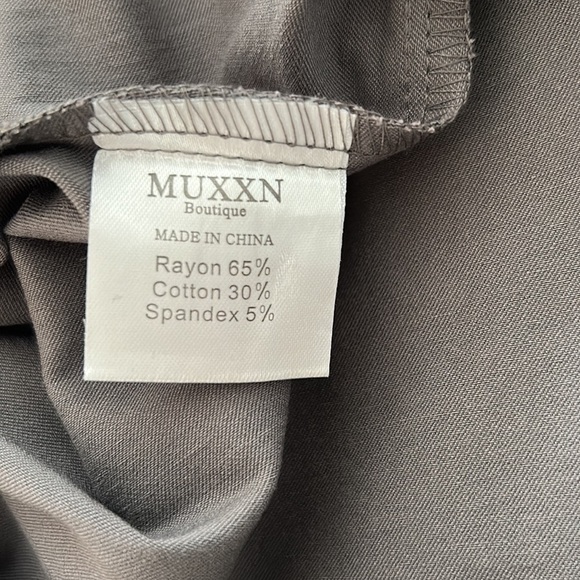 MUXXN
Boutique
MADE IN CHINA
Rayon 65%
Cotton 30%
Spandex 5%